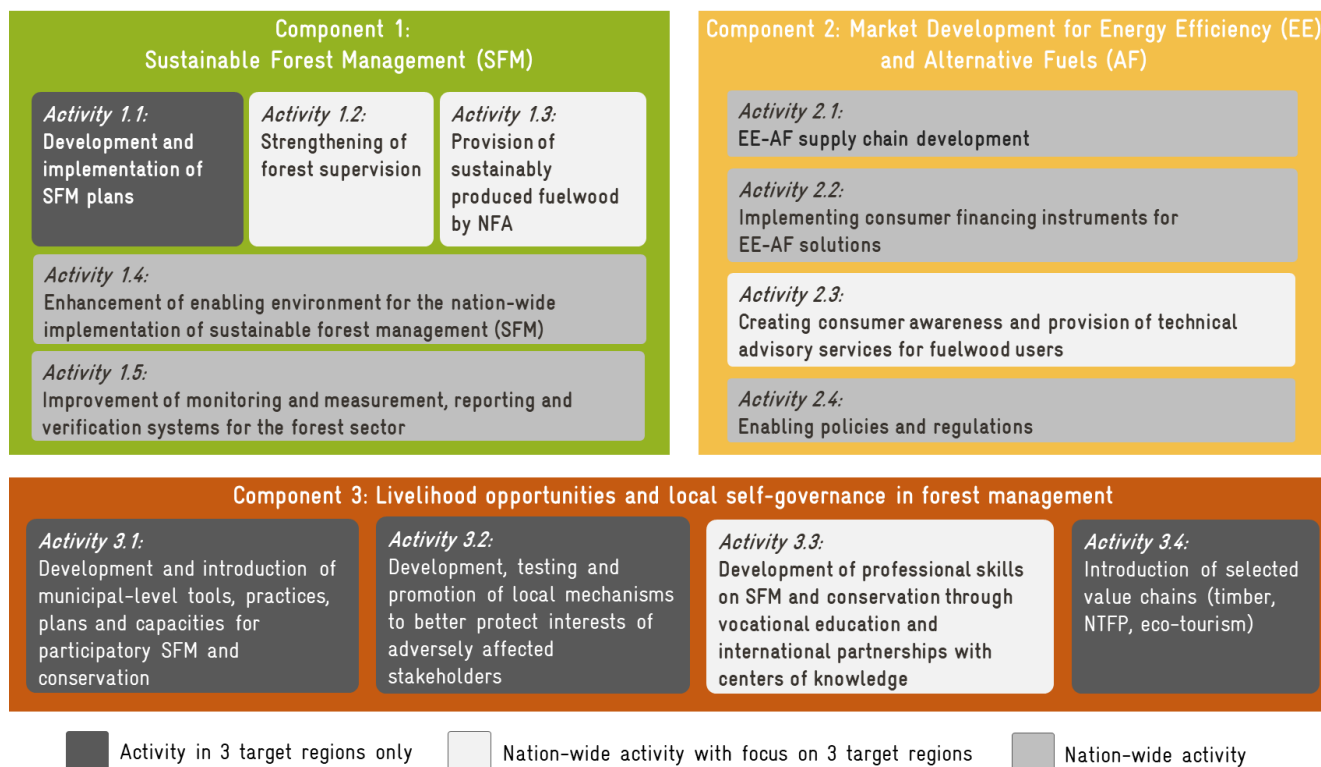 Component 1:
Sustainable Forest Management (SFM)
Activity 1.1:
Development and
implementation of
SFM plans
Activity 1.2:
Strengthening of
forest supervision
Activity 1.3:
Provision of
sustainably
produced fuelwood
by NFA
Activity 1.4:
Enhancement of enabling environment for the nation-wide
implementation of sustainable forest management (SFM)
Activity 1.5:
Improvement of monitoring and measurement, reporting and
verification systems for the forest sector
Component 2: Market Development for Energy Efficiency (EE)
and Alternative Fuels (AF)
Activity 2.1:
EE-AF supply chain development
Activity 2.2:
Implementing consumer financing instruments for
EE-AF solutions
Activity 2.3:
Creating consumer awareness and provision of technical
advisory services for fuelwood users
Activity 2.4:
Enabling policies and regulations
Component 3: Livelihood opportunities and local self-governance in forest management
Activity 3.1:
Development and introduction of
municipal-level tools, practices,
plans and capacities for
participatory SFM and
conservation
Activity 3.2:
Development, testing and
promotion of local mechanisms
to better protect interests of
adversely affected
stakeholders
Activity 3.3:
Development of professional skills
on SFM and conservation through
vocational education and
international partnerships with
centers of knowledge
Activity 3.4:
Introduction of selected
value chains (timber,
NTFP, eco-tourism)
Activity in 3 target regions only
Nation-wide activity with focus on 3 target regions
Nation-wide activity